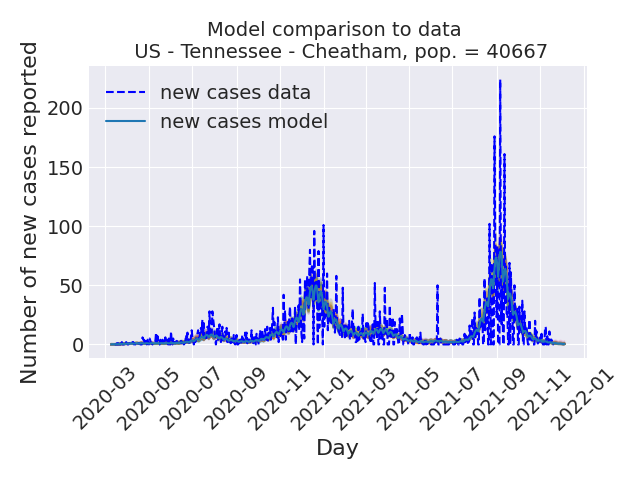 Model comparison to data
US - Tennessee - Cheatham, pop. = 40667
Number of new cases reported
new cases data
new cases model
200
150
100
50
0
2020-03
2020-05
2020-07
2020-09
2020-11
2021-01
2021-03
2021-05
2021-07
2021-09
2021-11
2022-01
Day